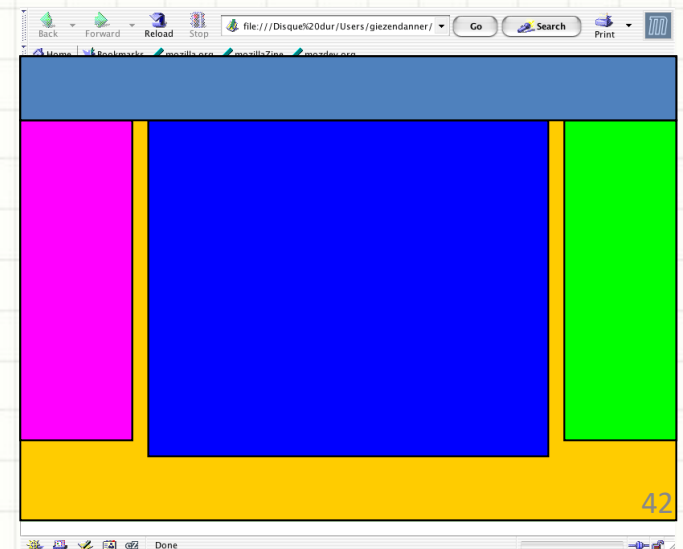 file:///Disque%20dur/Users/giezendanner/
Go
Search
Back
Forward
Reload
Stop
Print
Home
Bookmarks
mozilla.org
mozillaZine
mozdev.org
42
Done